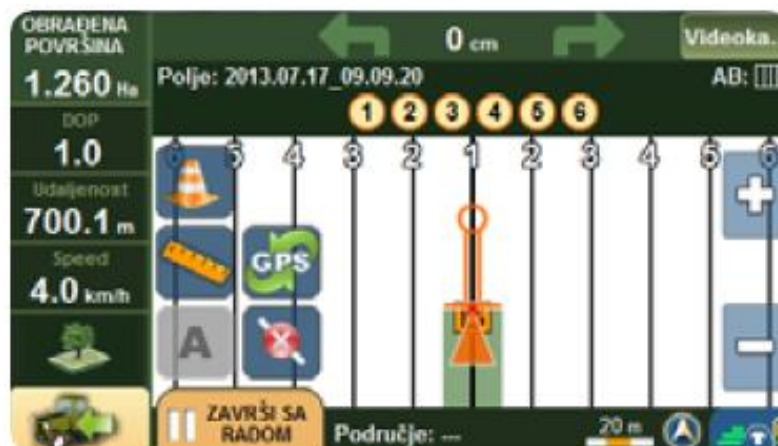 OBRAĐENA
POVRŠINA
1.260 Ha
DOP
1.0
Udaljenost
700.1 m
Speed
4.0 km/h
0 cm
Videoka..
Polje: 2013.07.17_09.09.20
AB:
1 2 3 4 5 6
6 5 4 3 2 1 2 3 4 5 6
GPS
A
ZAVRŠI SA
RADOM
Područje: ---
20 m